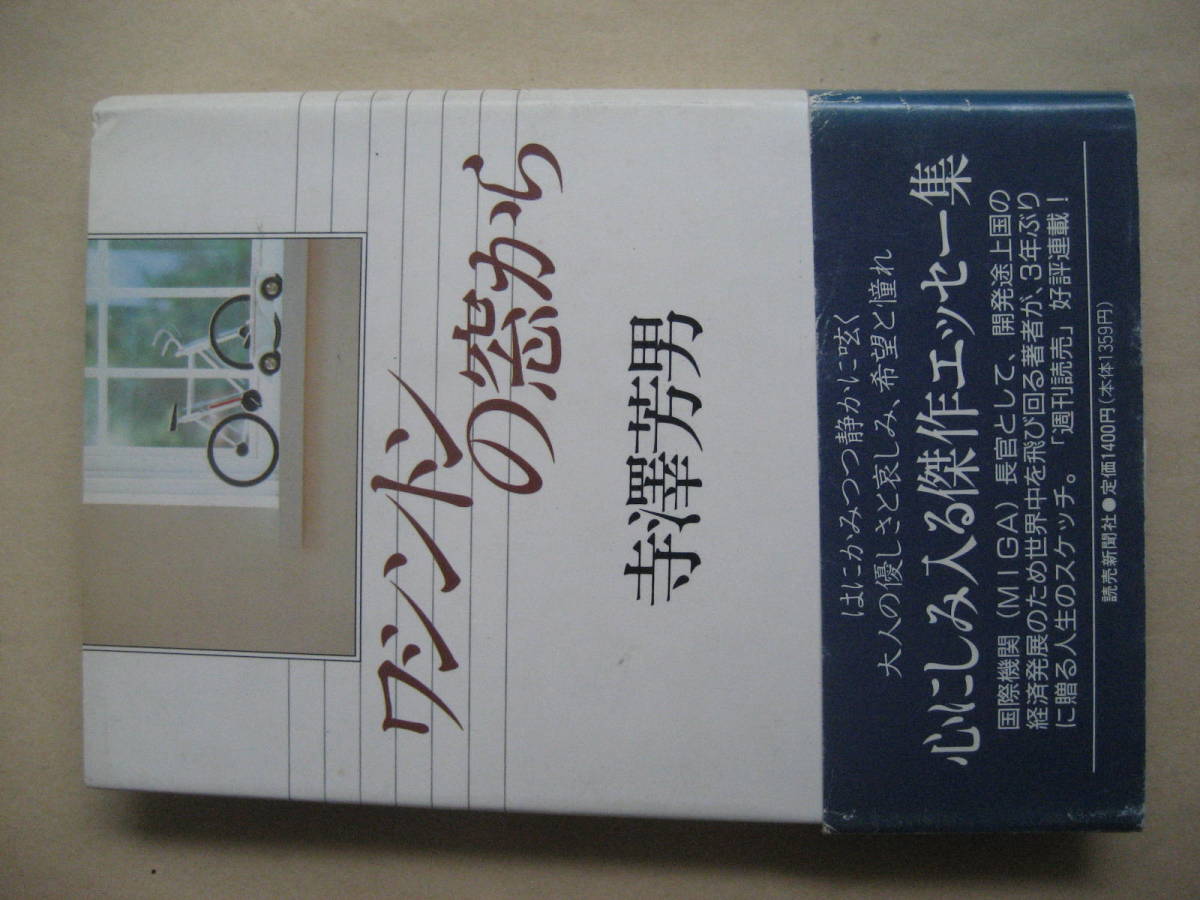 ワシントン
の窓から
寺澤芳男
はにかみつつ静かに呟く
大人の優しさと哀しみ、希望と憧れ
心にしみ入る傑作エッセー集
国際機関（MIGA）長官として、開発途上国の
経済発展のため世界中を飛び回る著者が、3年ぶり
に贈る人生のスケッチ。「週刊読売」好評連載！
読売新聞社●定価1400円（本体1359円）